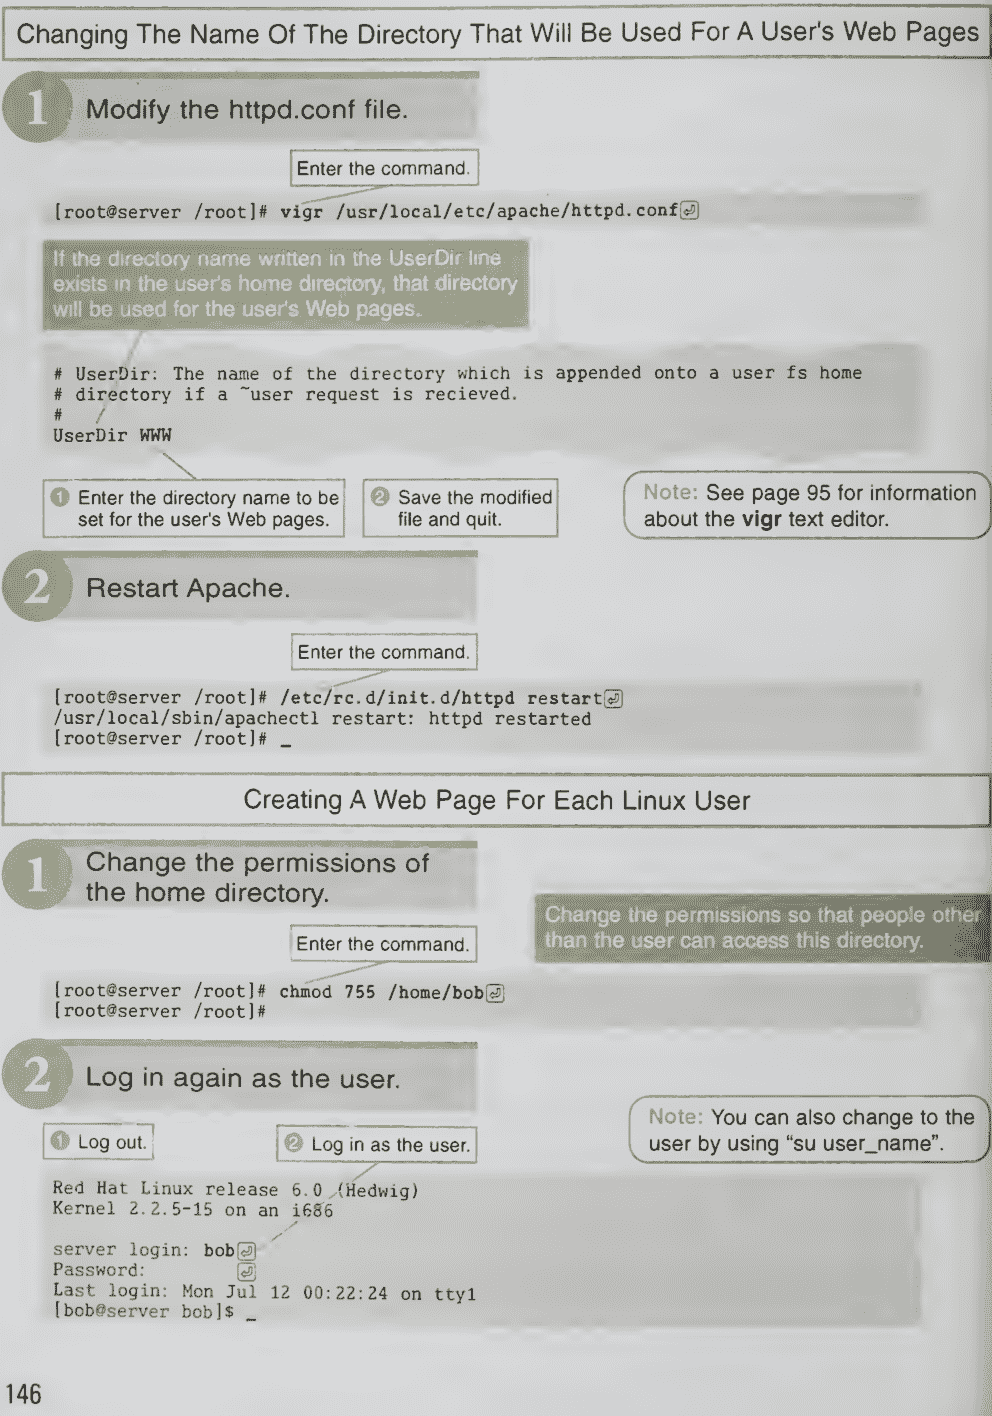 Changing The Name Of The Directory That Will Be Used For A User's Web Pages
1 Modify the httpd.conf file.
Enter the command.
[root@server /root]# vigr /usr/local/etc/apache/httpd.conf
If the directory name written in the UserDir line
exists in the user's home directory, that directory
will be used for the user's Web pages.
# UserDir: The name of the directory which is appended onto a user fs home
# directory if a ~user request is recieved.
#
UserDir WWW
1 Enter the directory name to be
set for the user's Web pages.
2 Save the modified
file and quit.
Note: See page 95 for information
about the vigr text editor.
2 Restart Apache.
Enter the command.
[root@server /root]# /etc/rc.d/init.d/httpd restart
/usr/local/sbin/apachectl restart: httpd restarted
[root@server /root]# _
Creating A Web Page For Each Linux User
1 Change the permissions of
the home directory.
Change the permissions so that people other
than the user can access this directory.
Enter the command.
[root@server /root]# chmod 755 /home/bob
[root@server /root]#
2 Log in again as the user.
1 Log out.
2 Log in as the user.
Note: You can also change to the
user by using “su user_name”.
Red Hat Linux release 6.0 (Hedwig)
Kernel 2.2.5-15 on an i686
server login: bob
Password:
Last login: Mon Jul 12 00:22:24 on tty1
[bob@server bob]$ _
146